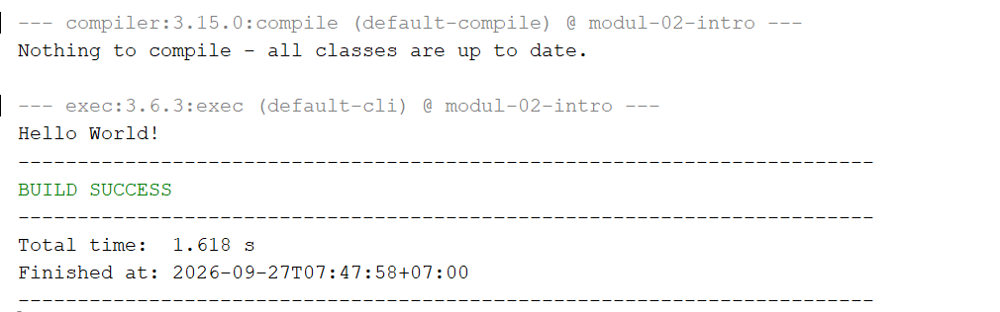 --- compiler:3.15.0:compile (default-compile) @ modul-02-intro ---
Nothing to compile - all classes are up to date.
--- exec:3.6.3:exec (default-cli) @ modul-02-intro ---
Hello World!
------------------------------------------------------------------------
BUILD SUCCESS
------------------------------------------------------------------------
Total time:  1.618 s
Finished at: 2026-09-27T07:47:58+07:00
------------------------------------------------------------------------